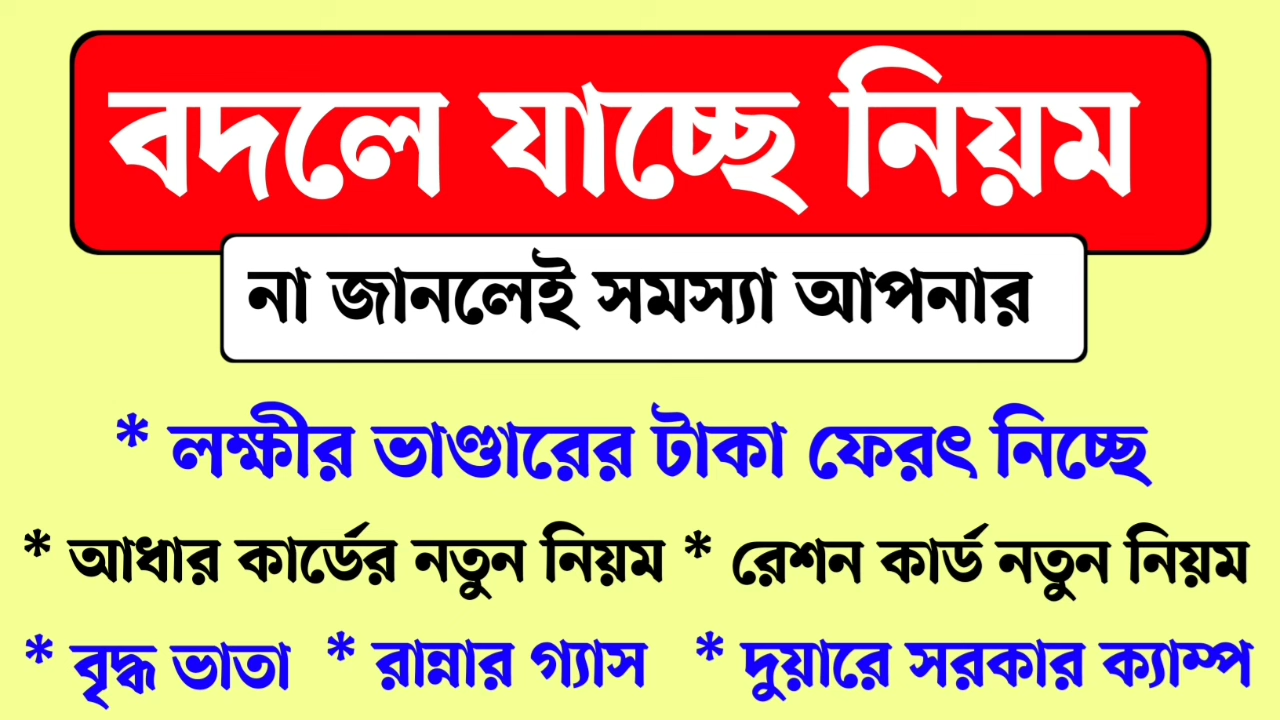 বদলে যাচ্ছে নিয়ম
না জানলেই সমস্যা আপনার
* লক্ষীর ভাণ্ডারের টাকা ফেরৎ নিচ্ছে
* আধার কার্ডের নতুন নিয়ম * রেশন কার্ড নতুন নিয়ম
* বৃদ্ধ ভাতা * রান্নার গ্যাস * দুয়ারে সরকার ক্যাম্প